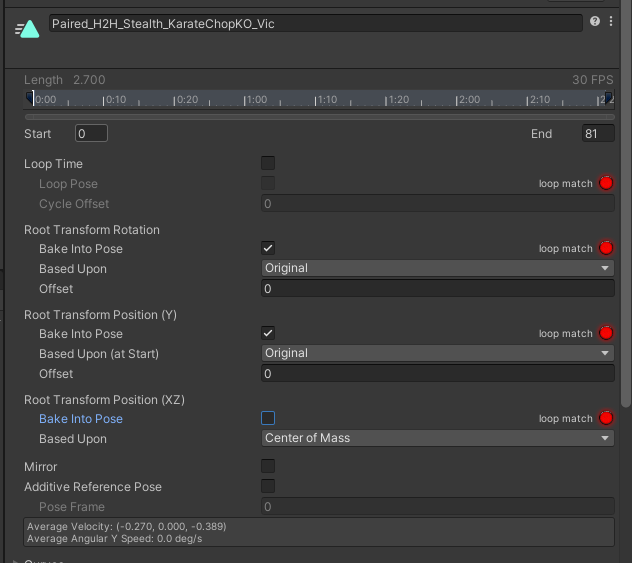 Paired_H2H_Stealth_KarateChopKO_Vic
Length 2.700 30 FPS
0:00 0:10 0:20 1:00 1:10 1:20 2:00 2:10
Start 0 End 81
Loop Time
Loop Pose loop match
Cycle Offset 0
Root Transform Rotation
Bake Into Pose loop match
Based Upon Original
Offset 0
Root Transform Position (Y)
Bake Into Pose loop match
Based Upon (at Start) Original
Offset 0
Root Transform Position (XZ)
Bake Into Pose loop match
Based Upon Center of Mass
Mirror
Additive Reference Pose
Pose Frame 0
Average Velocity: (-0.270, 0.000, -0.389)
Average Angular Y Speed: 0.0 deg/s